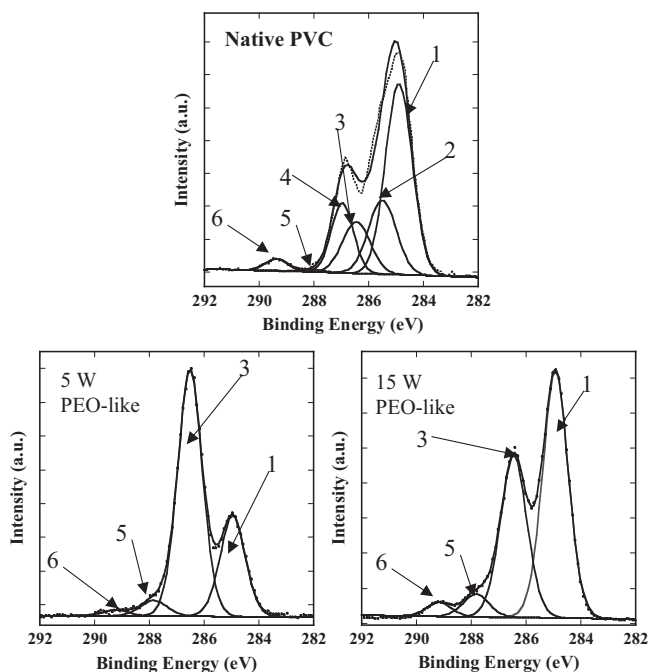 Native PVC
1
3
2
4
6
5
Intensity (a.u.)
292 290 288 286 284 282
Binding Energy (eV)
5 W
PEO-like
3
1
5
6
Intensity (a.u.)
292 290 288 286 284 282
Binding Energy (eV)
15 W
PEO-like
1
3
5
6
Intensity (a.u.)
292 290 288 286 284 282
Binding Energy (eV)